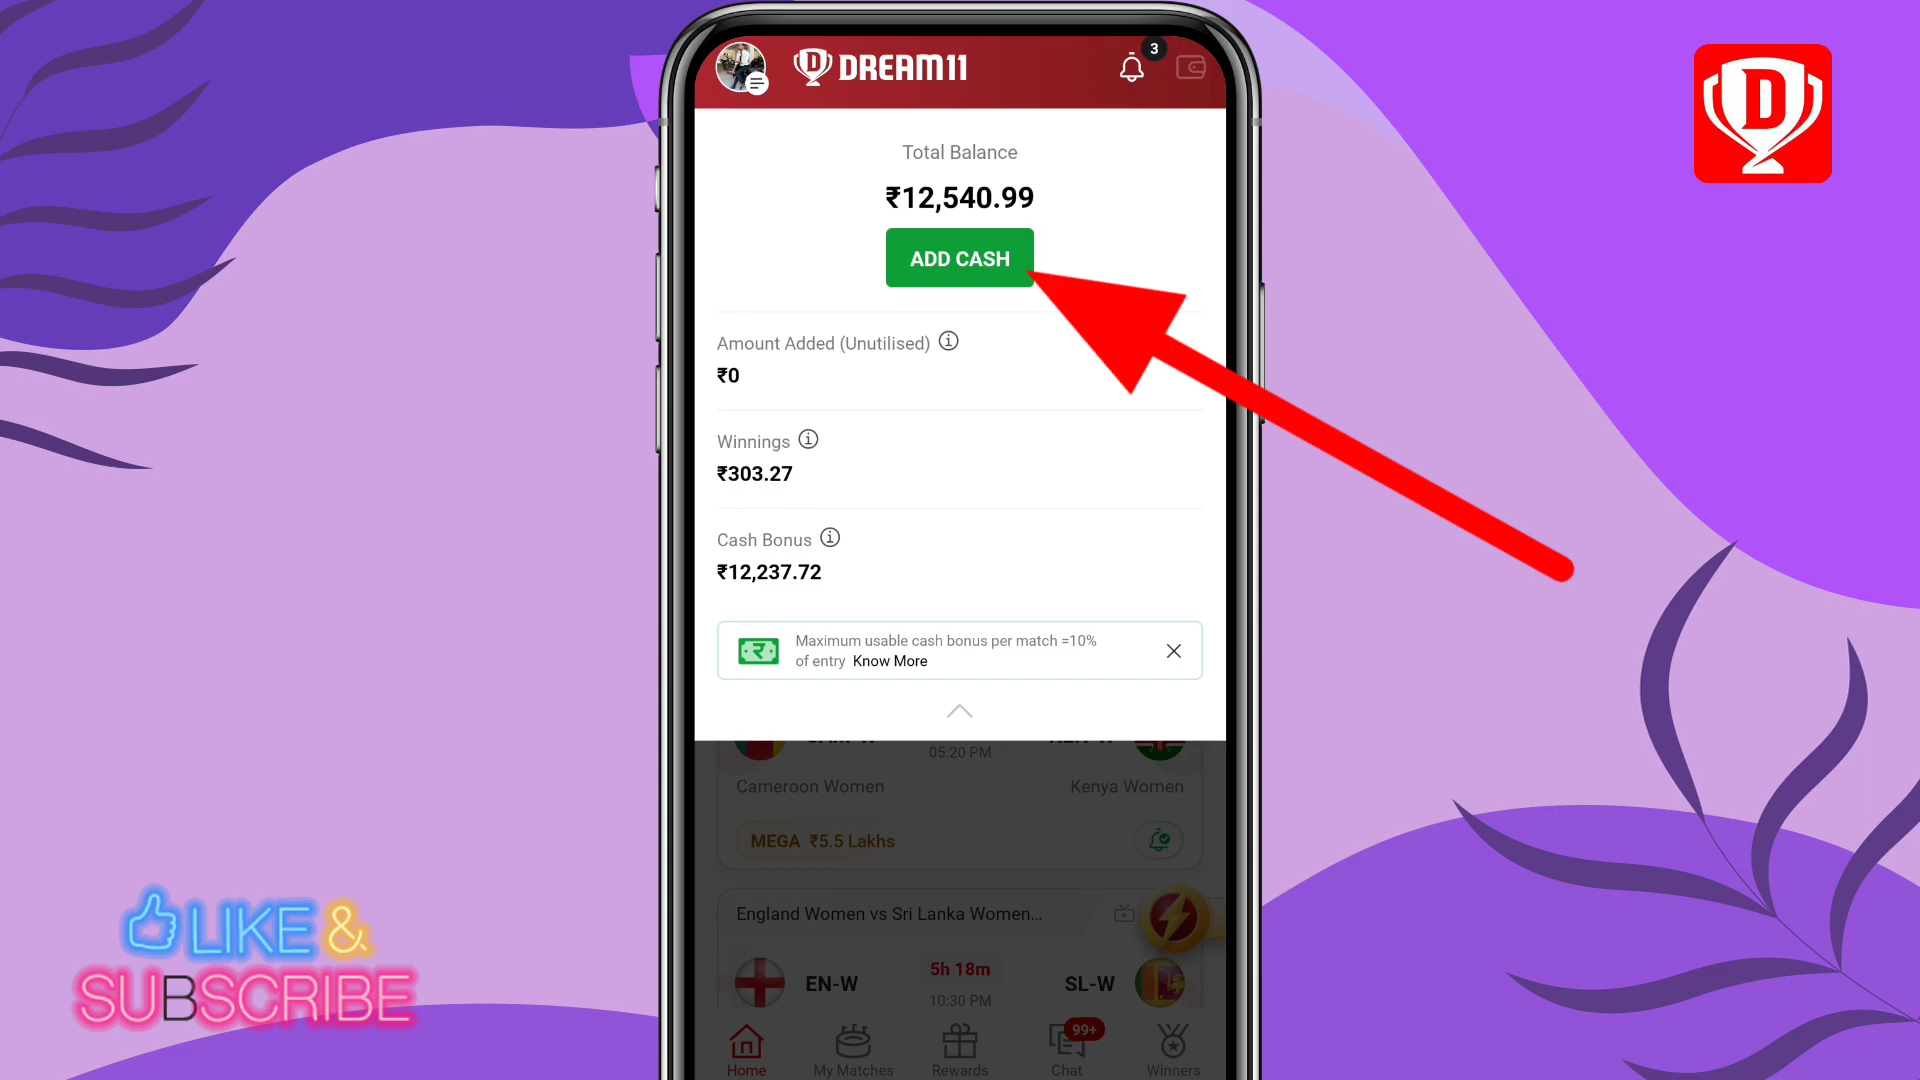 DREAM11
3
D
Total Balance
₹12,540.99
ADD CASH
Amount Added (Unutilised)
₹0
Winnings
₹303.27
Cash Bonus
₹12,237.72
Maximum usable cash bonus per match =10%
of entry Know More
05:20 PM
Cameroon Women
Kenya Women
MEGA ₹5.5 Lakhs
England Women vs Sri Lanka Women...
EN-W
5h 18m
SL-W
10:30 PM
99+
Home
My Matches
Rewards
Chat
Winners
LIKE &
SUBSCRIBE